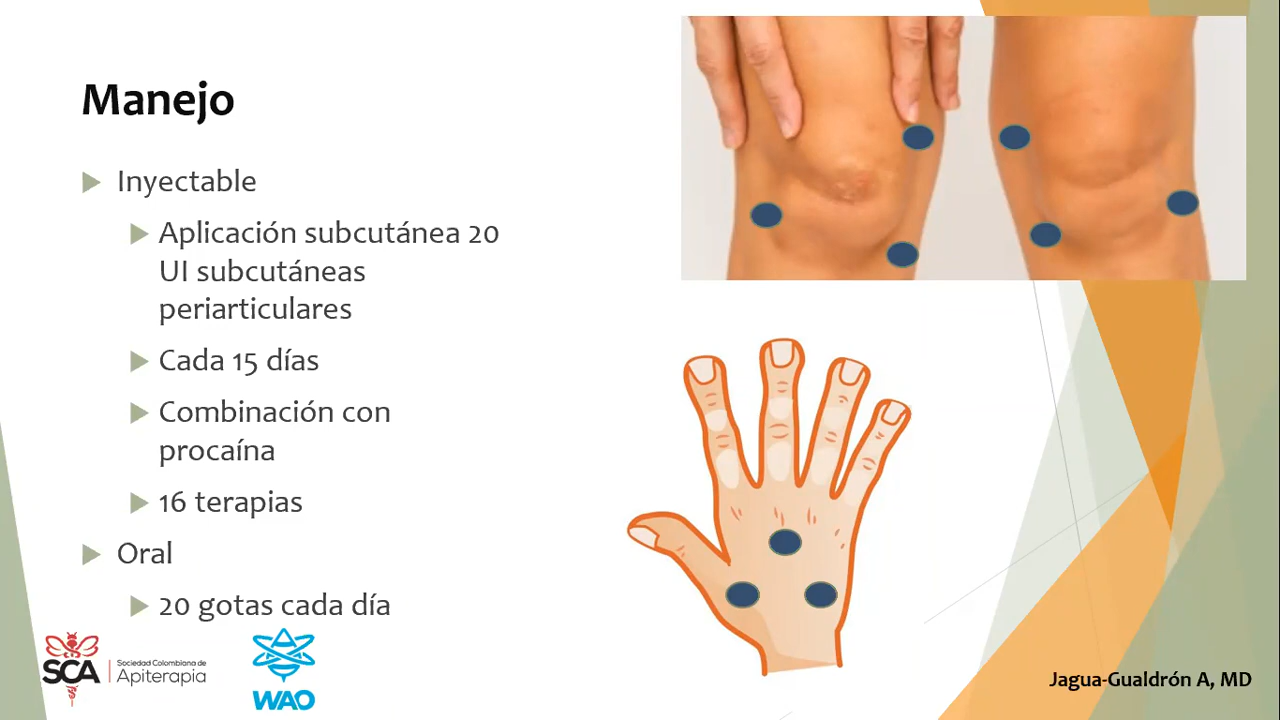 Manejo
Inyectable
Aplicación subcutánea 20
UI subcutáneas
periarticulares
Cada 15 días
Combinación con
procaína
16 terapias
Oral
20 gotas cada día
SCA
Sociedad Colombiana de
Apiterapia
WAO
Jagua-Gualdrón A, MD